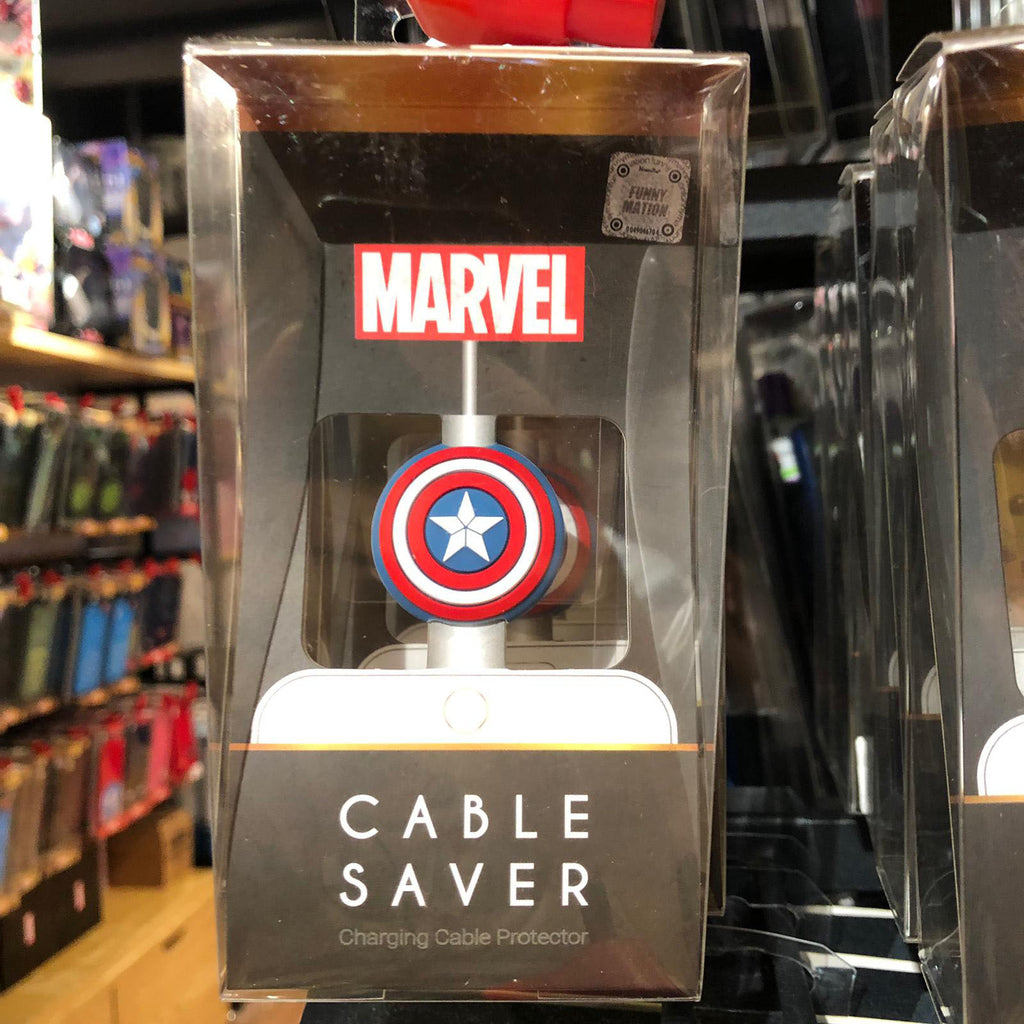 FUNNY
MATION
MARVEL
CABLE
SAVER
Charging Cable Protector